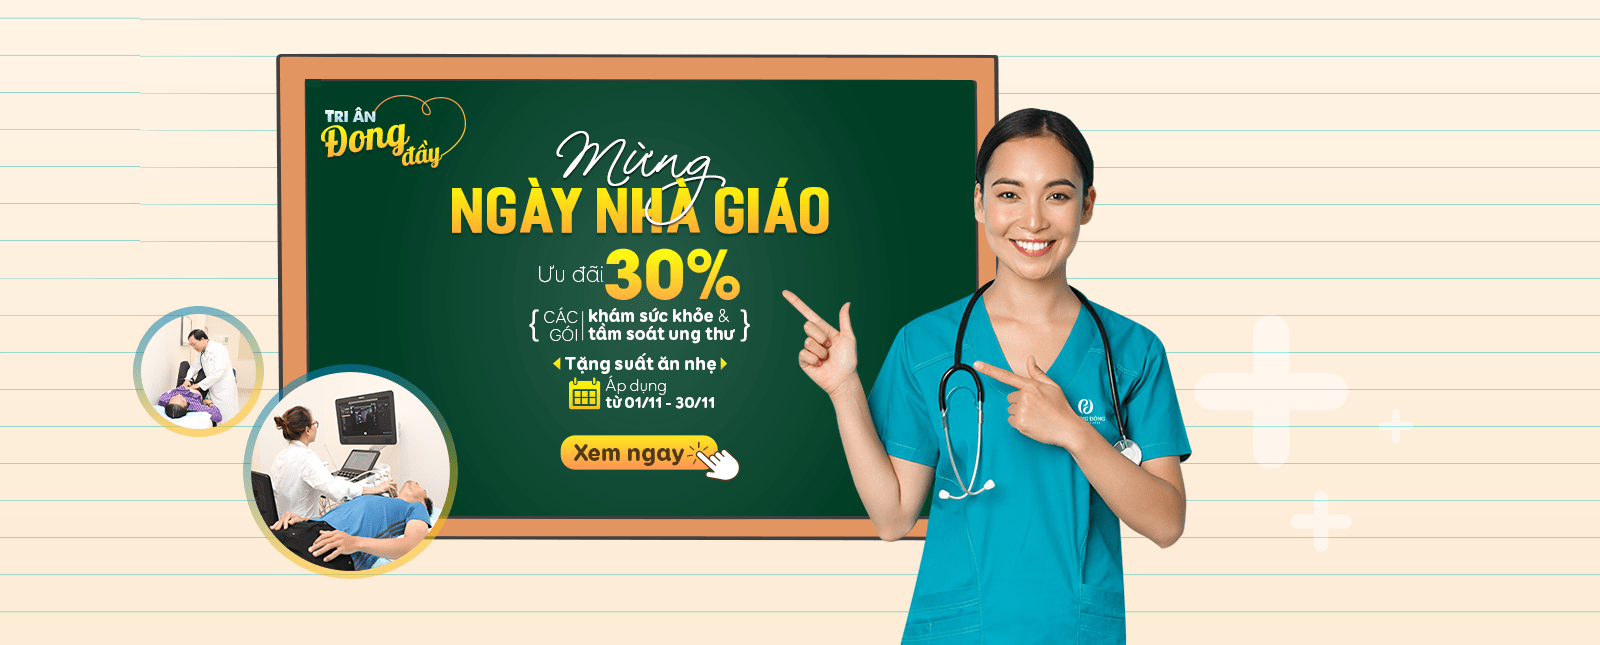 TRI ÂN
Đong
đầy
Mừng
NGÀY NHÀ GIÁO
Ưu đãi 30%
{ CÁC GÓI | khám sức khỏe &
tầm soát ung thư }
Tặng suất ăn nhẹ
Áp dụng
từ 01/11 - 30/11
Xem ngay